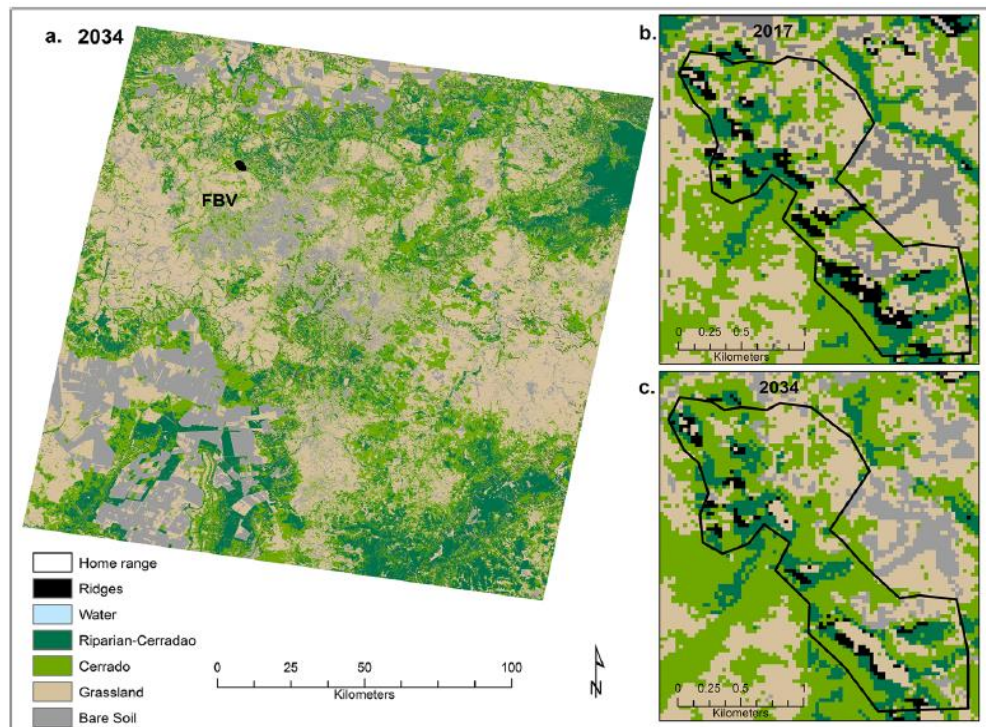 a. 2034
FBV
Home range
Ridges
Water
Riparian-Cerradao
Cerrado
Grassland
Bare Soil
0 25 50 100
Kilometers
N
b. 2017
0 0.25 0.5 1
Kilometers
c. 2034
0 0.25 0.5 1
Kilometers